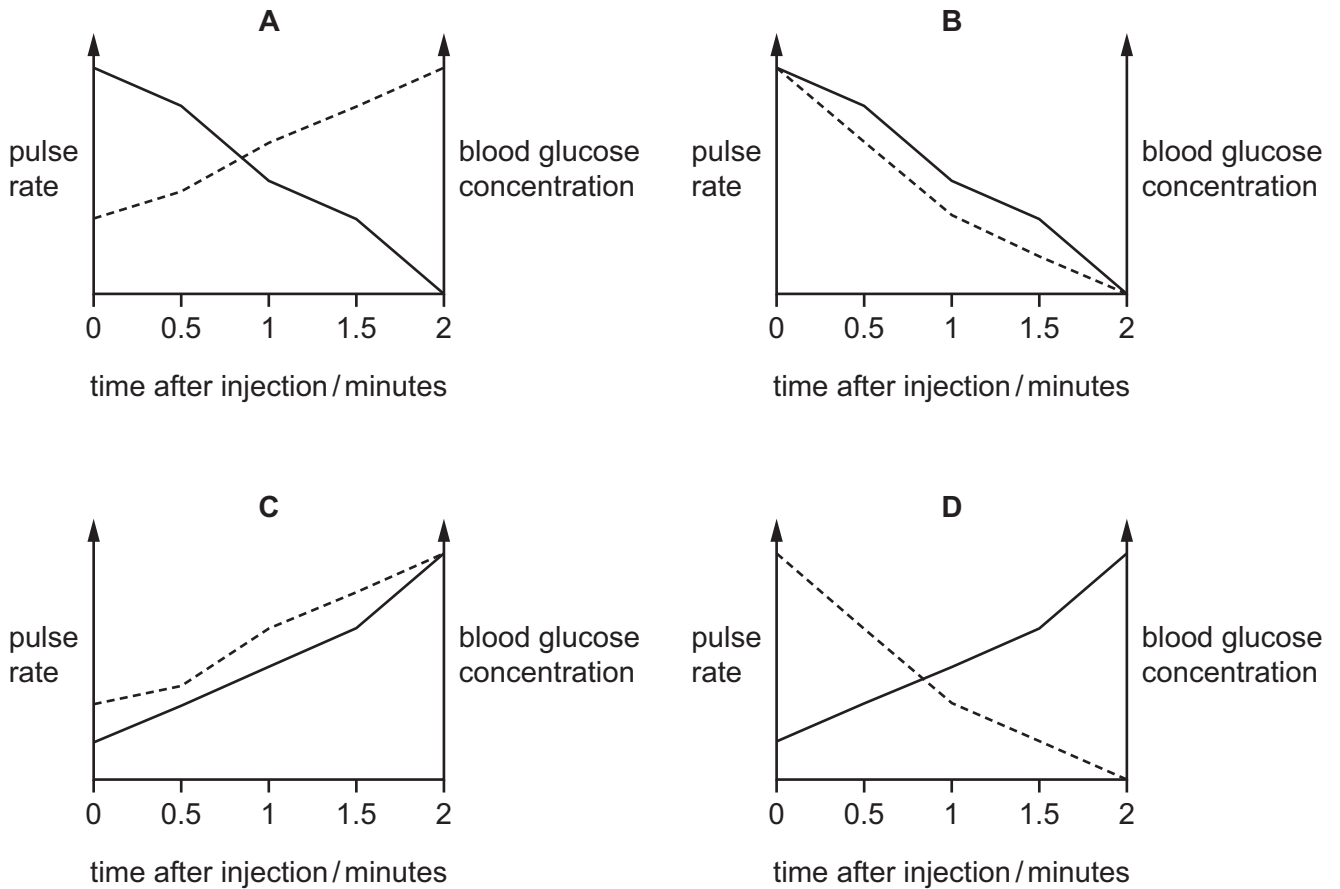 A
pulse
rate
blood glucose
concentration
0 0.5 1 1.5 2
time after injection / minutes
B
pulse
rate
blood glucose
concentration
0 0.5 1 1.5 2
time after injection / minutes
C
pulse
rate
blood glucose
concentration
0 0.5 1 1.5 2
time after injection / minutes
D
pulse
rate
blood glucose
concentration
0 0.5 1 1.5 2
time after injection / minutes